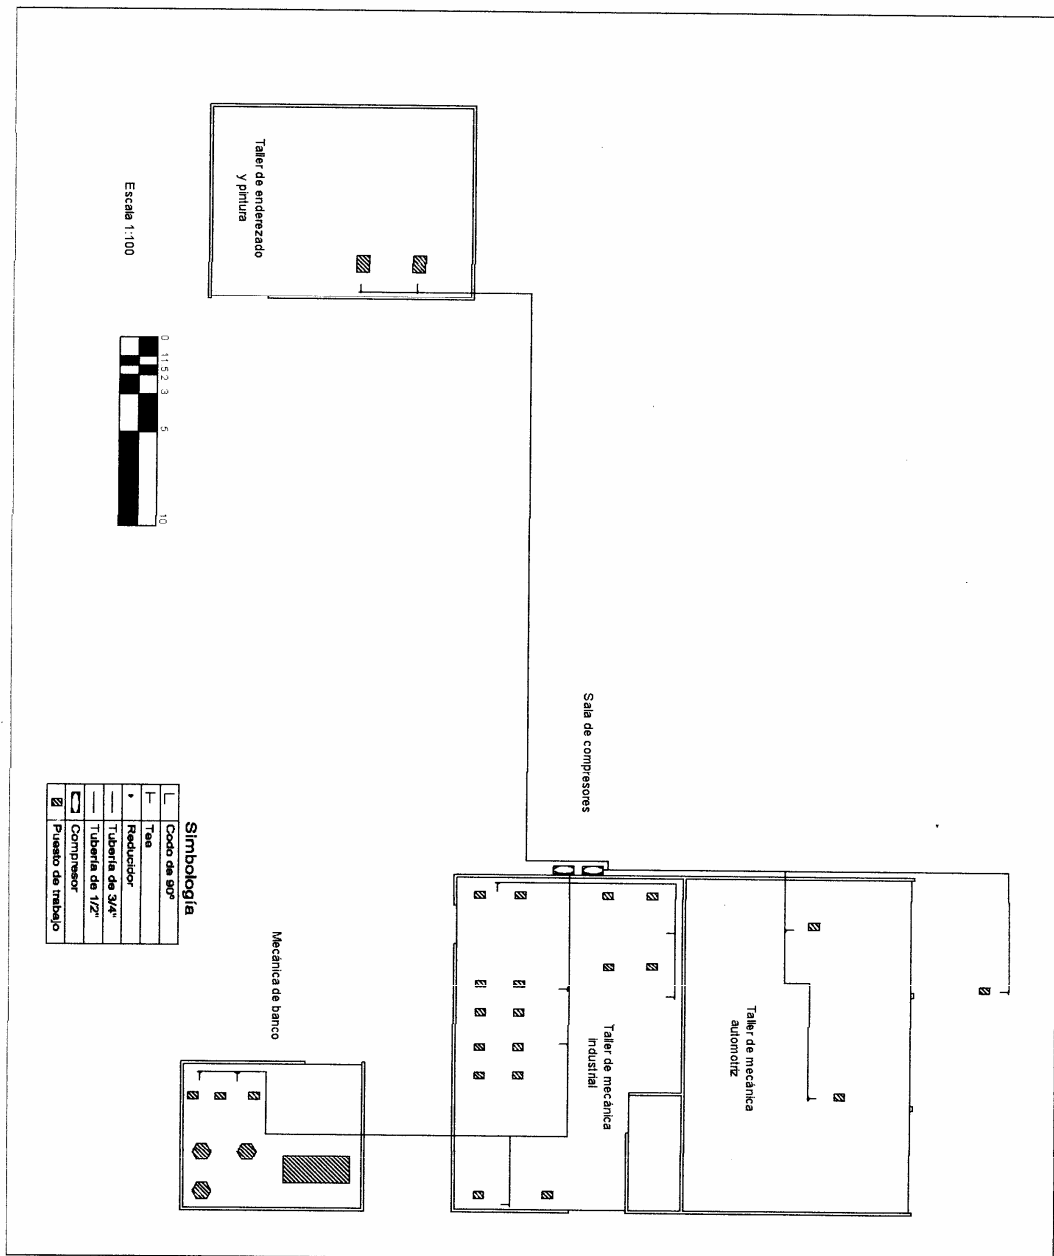 Taller de mecánica
automotriz
Taller de mecánica
industrial
Sala de compresores
Mecánica de banco
Taller de enderezado
y pintura
Escala 1:100
0 1 1.5 2 3 5 10
Simbología
Codo de 90º
Tee
Reducidor
Tubería de 3/4"
Tubería de 1/2"
Compresor
Puesto de trabajo